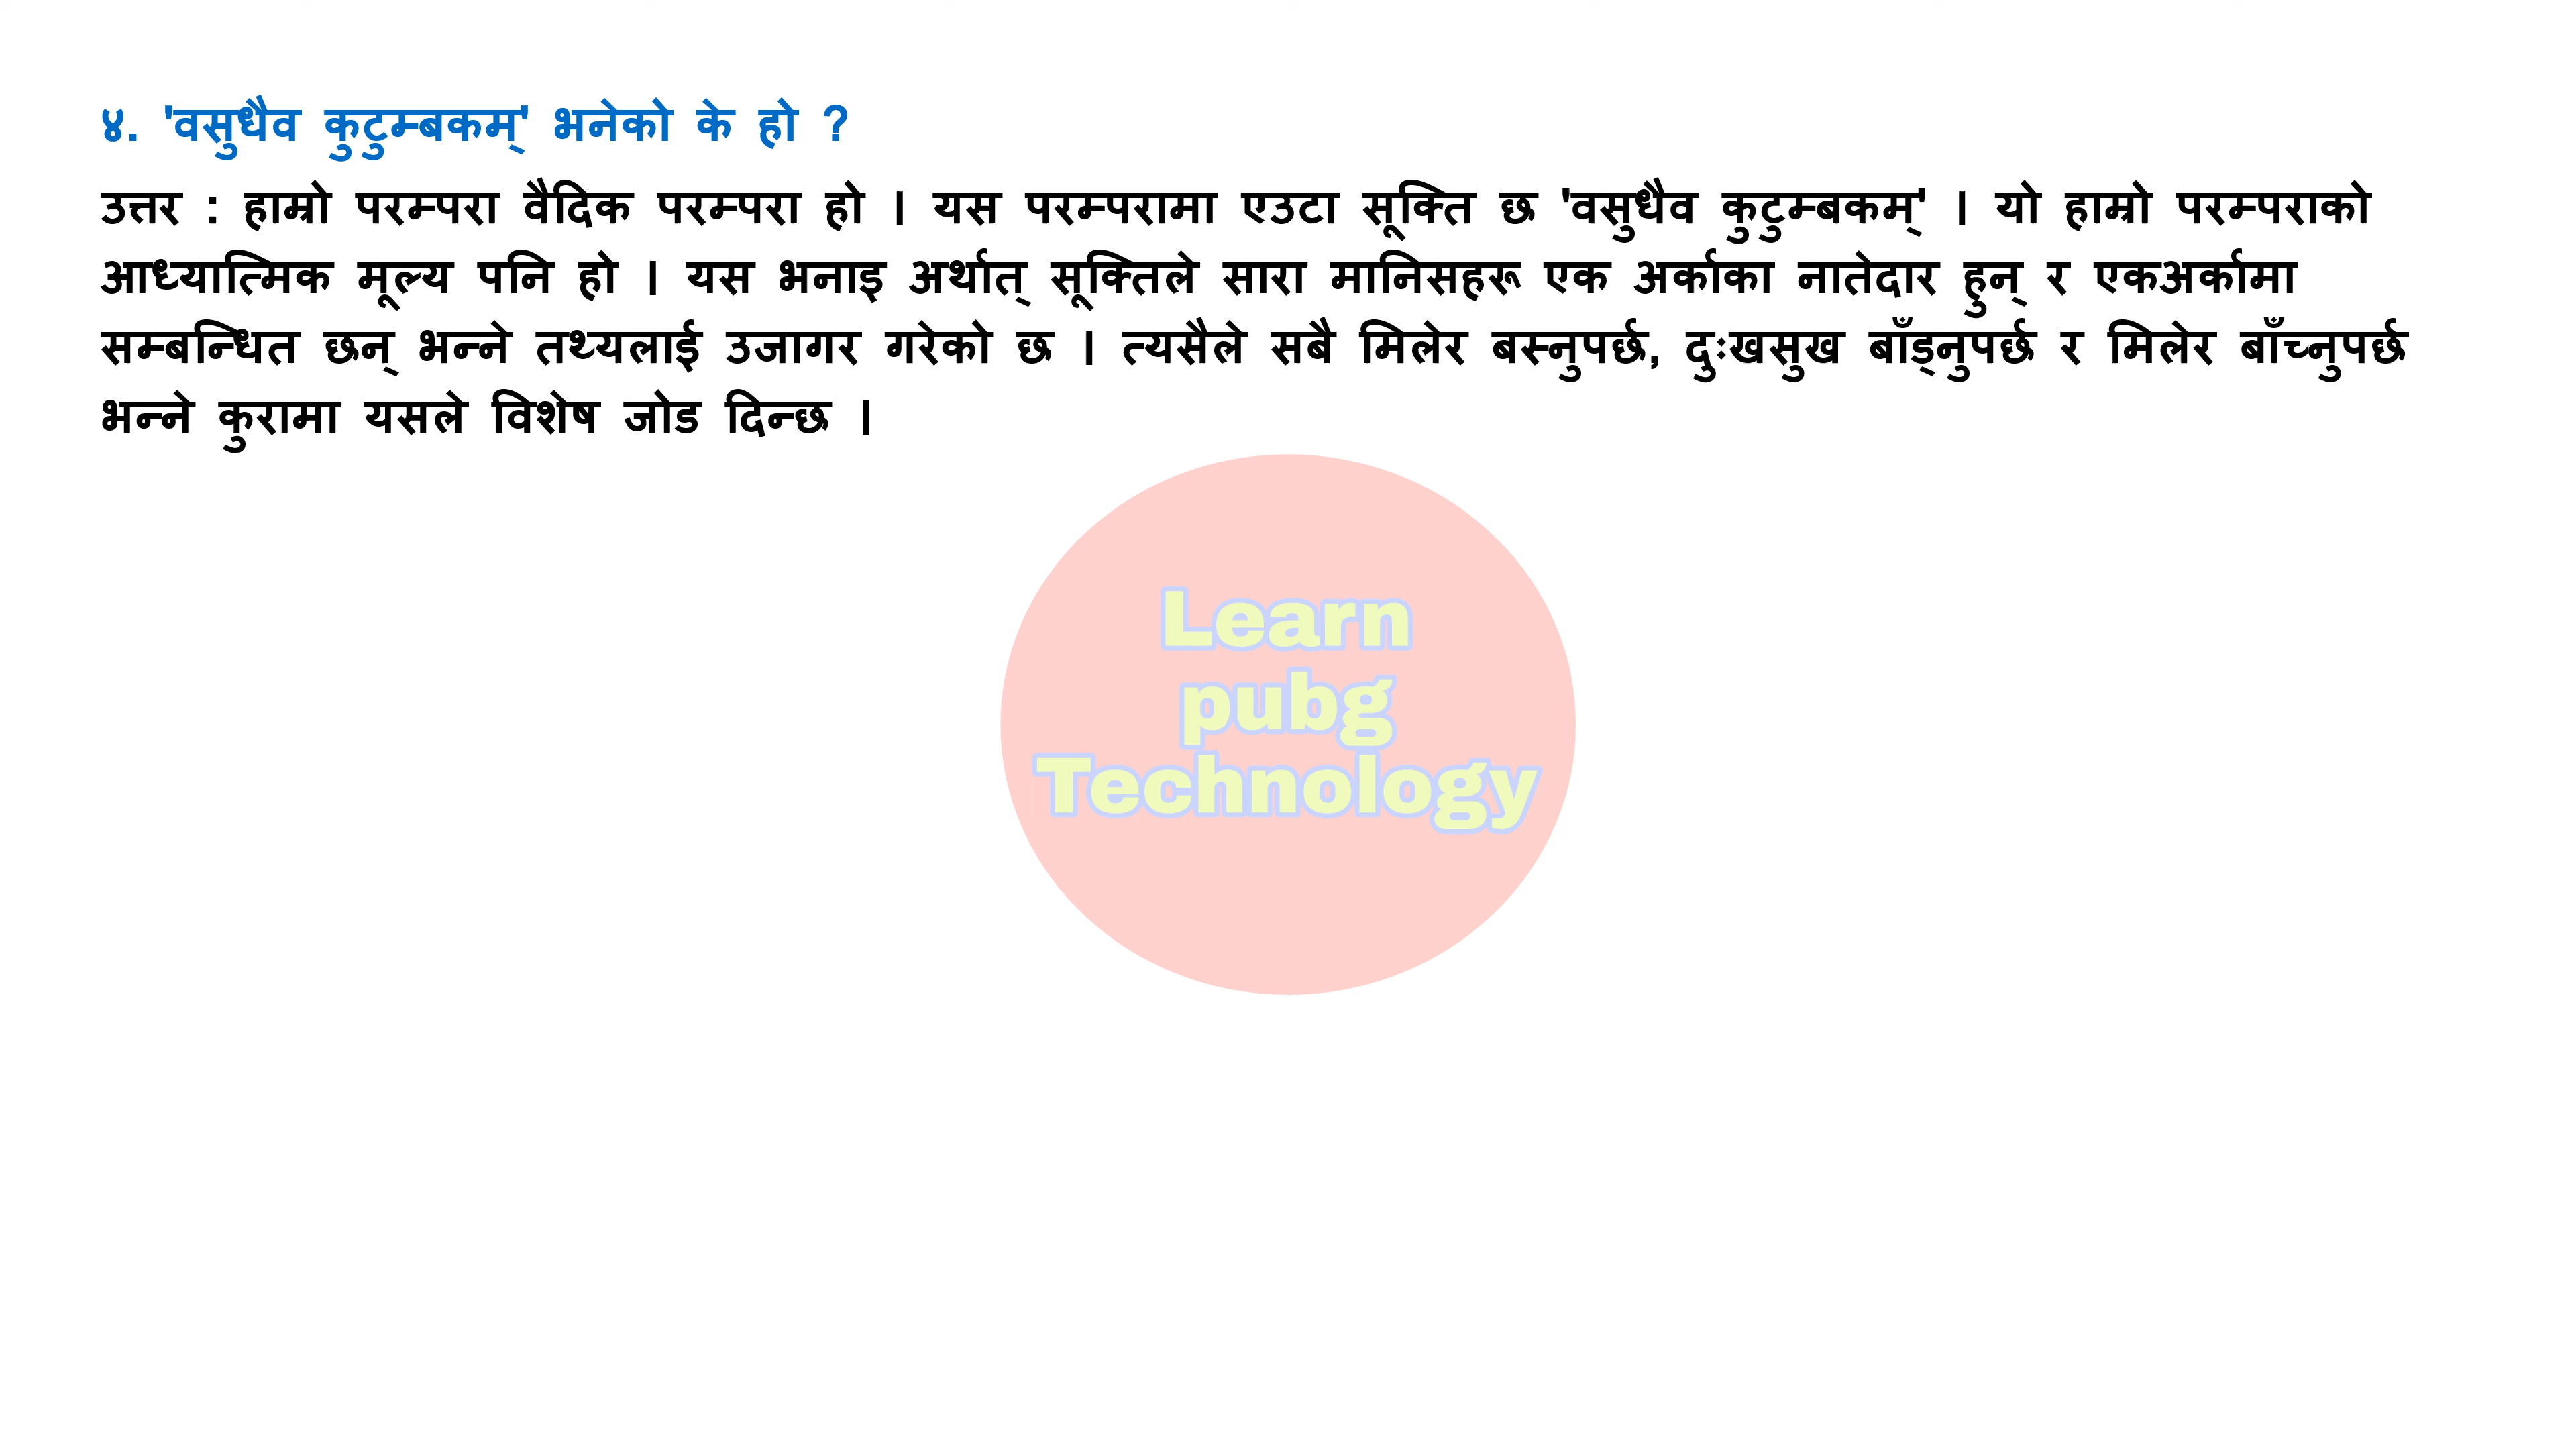 ४. 'वसुधैव कुटुम्बकम्' भनेको के हो ?
उत्तर : हाम्रो परम्परा वैदिक परम्परा हो । यस परम्परामा एउटा सूक्ति छ 'वसुधैव कुटुम्बकम्' । यो हाम्रो परम्पराको
आध्यात्मिक मूल्य पनि हो । यस भनाइ अर्थात् सूक्तिले सारा मानिसहरू एक अर्काका नातेदार हुन् र एकअर्कामा
सम्बन्धित छन् भन्ने तथ्यलाई उजागर गरेको छ । त्यसैले सबै मिलेर बस्नुपर्छ, दुःखसुख बाँड्नुपर्छ र मिलेर बाँच्नुपर्छ
भन्ने कुरामा यसले विशेष जोड दिन्छ ।
Learn
pubg
Technology